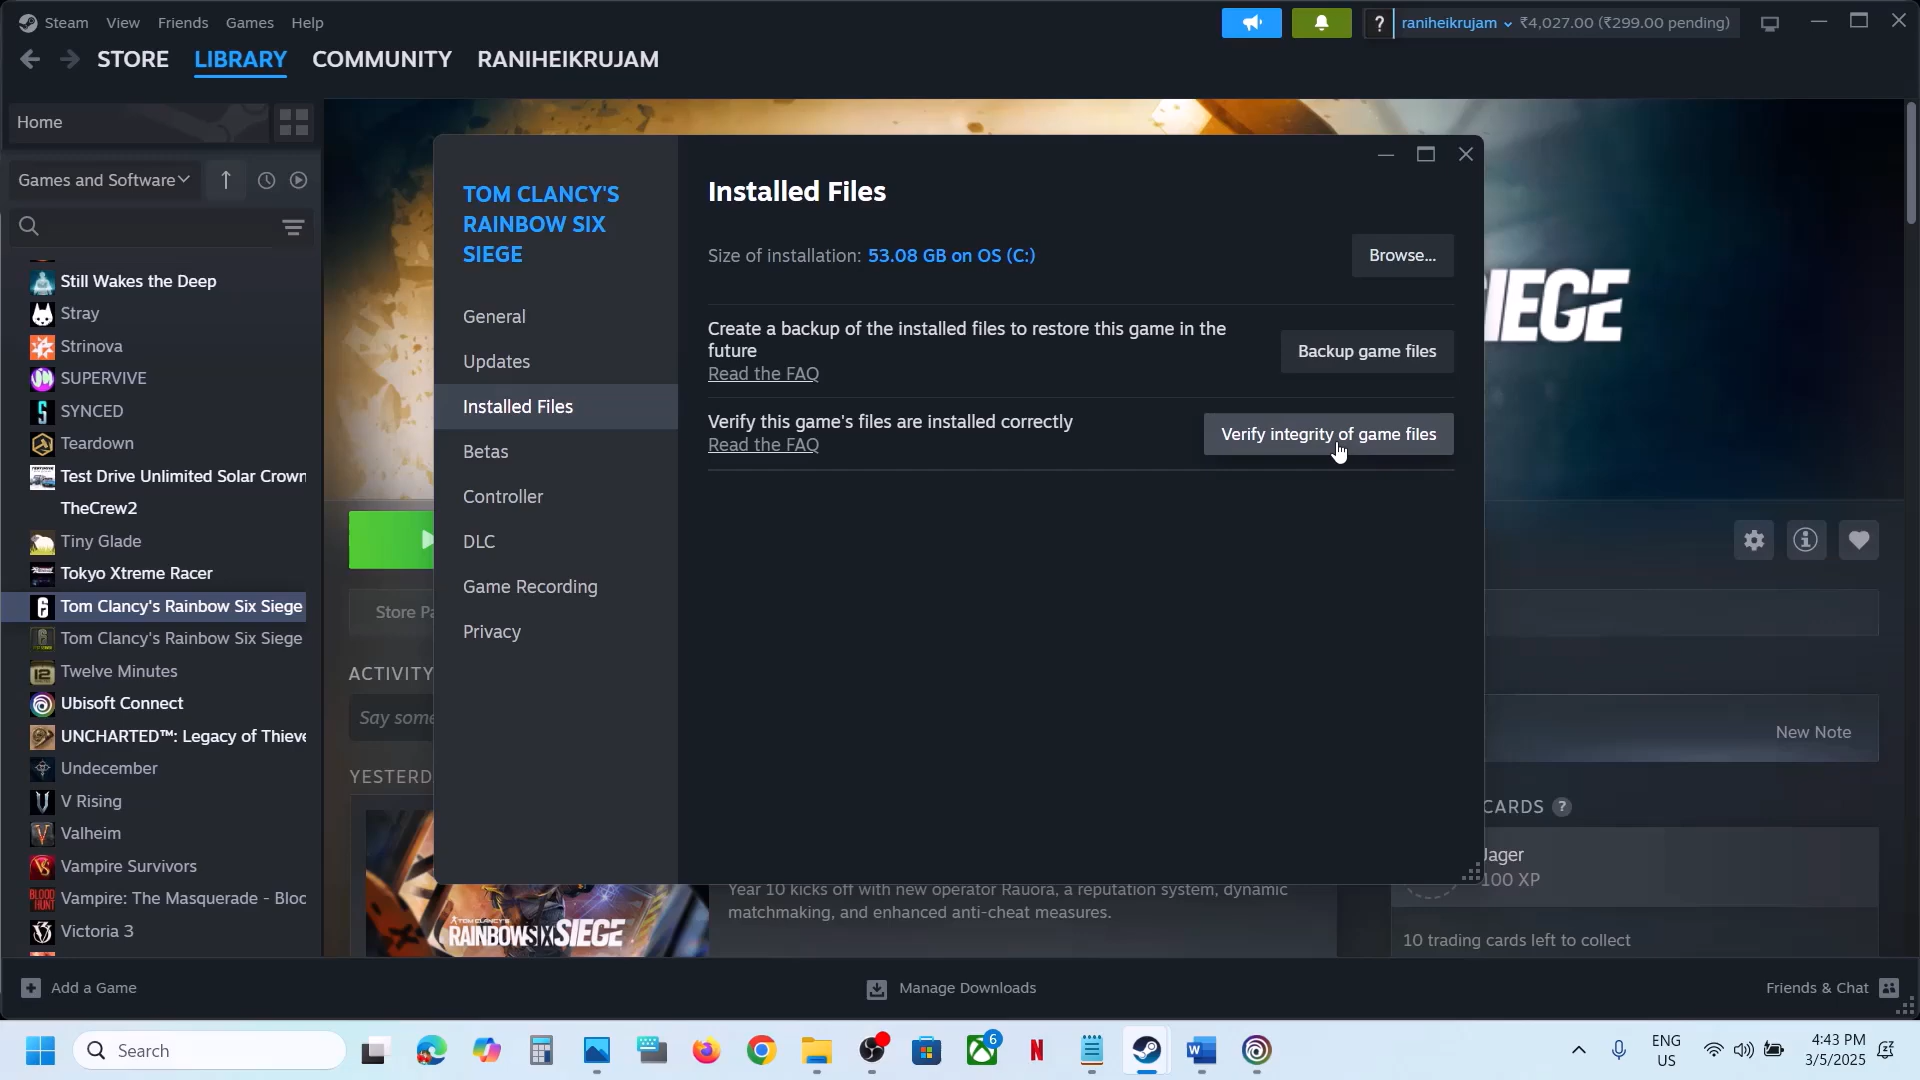 Steam View Friends Games Help
raniheikrujam ₹4,027.00 (₹299.00 pending)
STORE LIBRARY COMMUNITY RANIHEIKRUJAM
Home
Games and Software
Still Wakes the Deep
Stray
Strinova
SUPERVIVE
SYNCED
Teardown
Test Drive Unlimited Solar Crown
TheCrew2
Tiny Glade
Tokyo Xtreme Racer
Tom Clancy's Rainbow Six Siege
Tom Clancy's Rainbow Six Siege
Twelve Minutes
Ubisoft Connect
UNCHARTED™: Legacy of Thieve
Undecember
V Rising
Valheim
Vampire Survivors
Vampire: The Masquerade - Bloo
Victoria 3
TOM CLANCY'S
RAINBOW SIX
SIEGE
General
Updates
Installed Files
Betas
Controller
DLC
Game Recording
Privacy
Installed Files
Size of installation: 53.08 GB on OS (C:)
Browse...
Create a backup of the installed files to restore this game in the
future
Read the FAQ
Backup game files
Verify this game's files are installed correctly
Read the FAQ
Verify integrity of game files
IEGE
Store Pa
ACTIVITY
Say some
YESTERD
RAINBOWSIX SIEGE
Year 10 kicks off with new operator Rauora, a reputation system, dynamic
matchmaking, and enhanced anti-cheat measures.
New Note
CARDS ?
Jager
100 XP
10 trading cards left to collect
Add a Game
Manage Downloads
Friends & Chat
Search
6
ENG
US
4:43 PM
3/5/2025